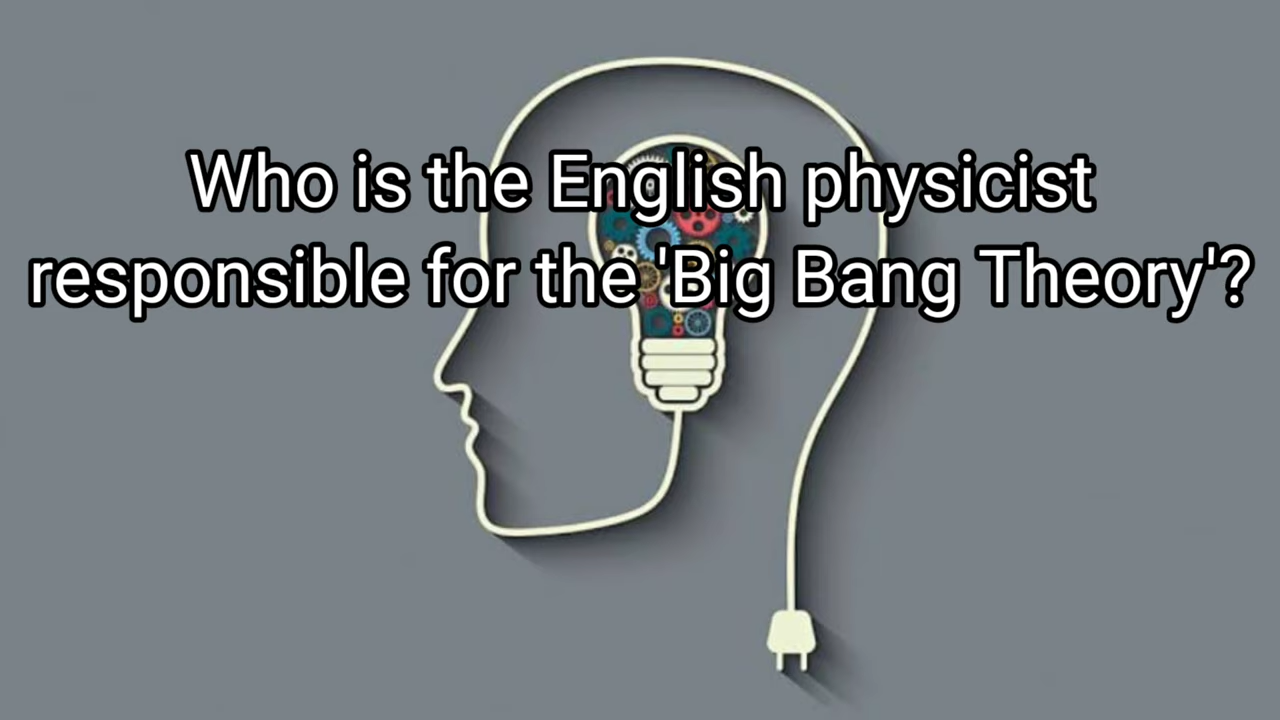 Who is the English physicist
responsible for the 'Big Bang Theory'?